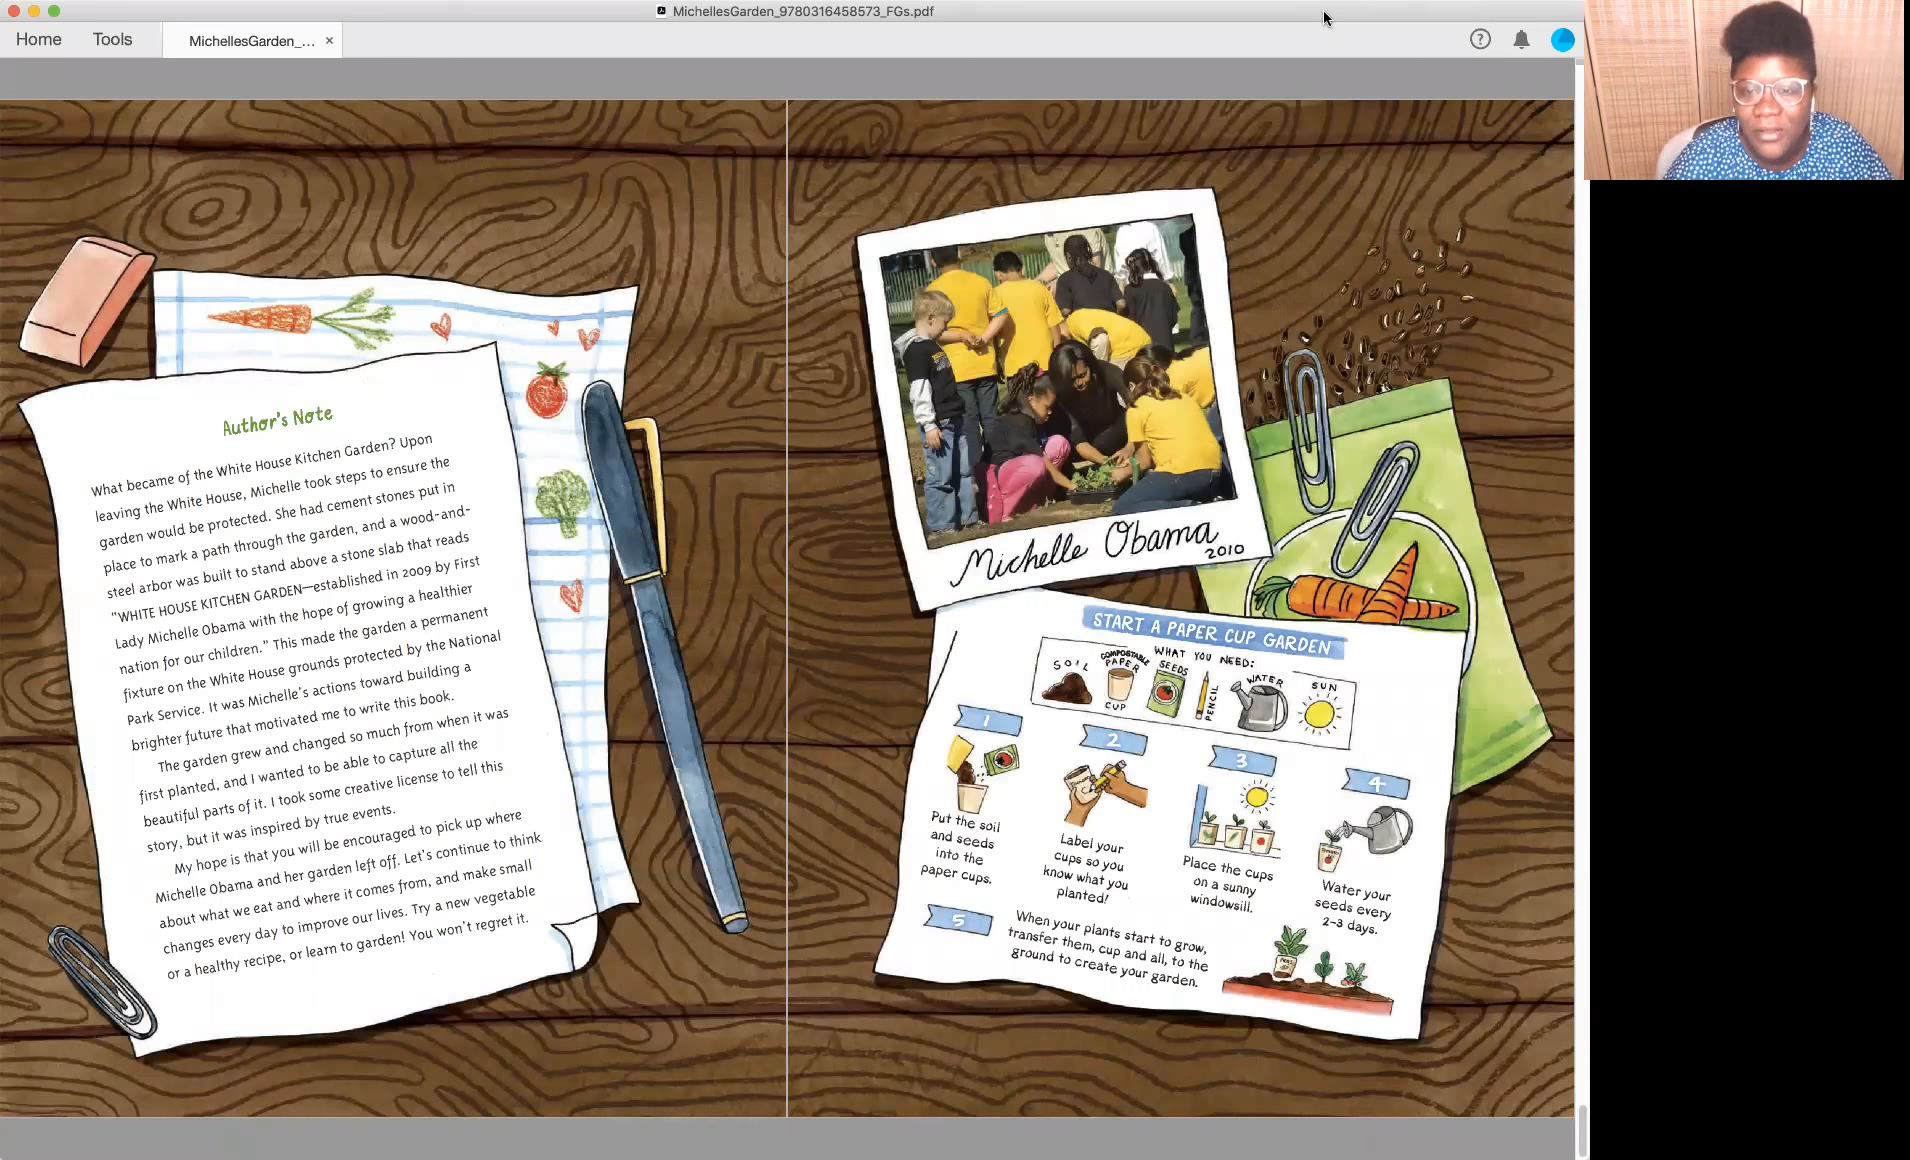 MichellesGarden_9780316458573_FGs.pdf
Home
Tools
MichellesGarden_...
Author's Note
What became of the White House Kitchen Garden? Upon
leaving the White House, Michelle took steps to ensure the
garden would be protected. She had cement stones put in
place to mark a path through the garden, and a wood-and-
steel arbor was built to stand above a stone slab that reads
"WHITE HOUSE KITCHEN GARDEN—established in 2009 by First
Lady Michelle Obama with the hope of growing a healthier
nation for our children." This made the garden a permanent
fixture on the White House grounds protected by the National
Park Service. It was Michelle's actions toward building a
brighter future that motivated me to write this book.
The garden grew and changed so much from when it was
first planted, and I wanted to be able to capture all the
beautiful parts of it. I took some creative license to tell this
story, but it was inspired by true events.
My hope is that you will be encouraged to pick up where
Michelle Obama and her garden left off. Let's continue to think
about what we eat and where it comes from, and make small
changes every day to improve our lives. Try a new vegetable
or a healthy recipe, or learn to garden! You won't regret it.
Michelle Obama
2010
START A PAPER CUP GARDEN
WHAT YOU NEED:
SOIL
COMPOSTABLE
PAPER
CUP
SEEDS
PENCIL
WATER
SUN
1
Put the soil
and seeds
into the
paper cups.
2
Label your
cups so you
know what you
planted!
3
Place the cups
on a sunny
windowsill.
4
Water your
seeds every
2-3 days.
5
When your plants start to grow,
transfer them, cup and all, to the
ground to create your garden.